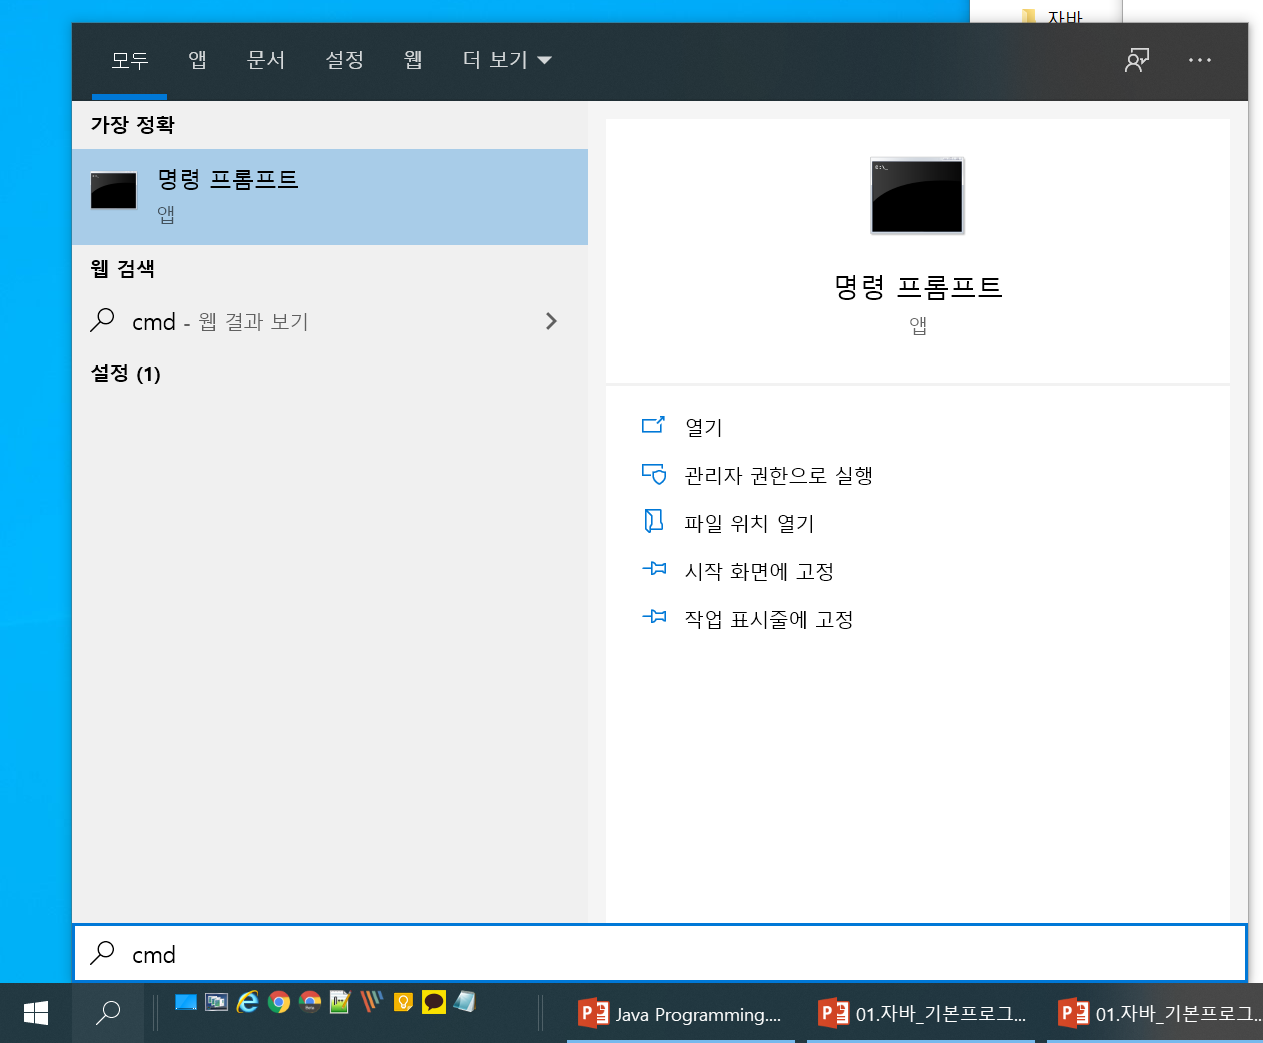 자바
모두 앱 문서 설정 웹 더 보기
가장 정확
명령 프롬프트
앱
웹 검색
cmd - 웹 결과 보기
설정 (1)
명령 프롬프트
앱
열기
관리자 권한으로 실행
파일 위치 열기
시작 화면에 고정
작업 표시줄에 고정
cmd
Java Programming.... 01.자바_기본프로그... 01.자바_기본프로그...